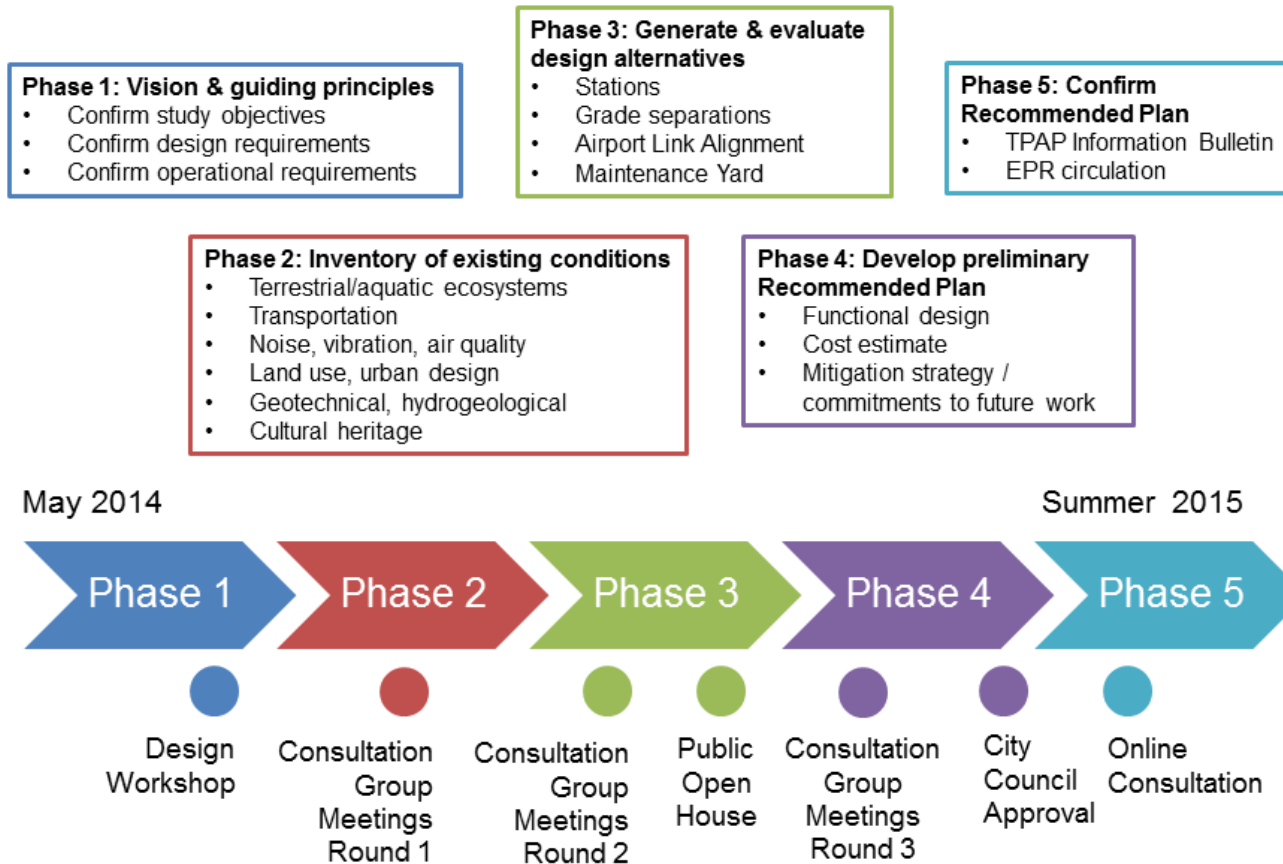 Phase 1: Vision & guiding principles
• Confirm study objectives
• Confirm design requirements
• Confirm operational requirements
Phase 2: Inventory of existing conditions
• Terrestrial/aquatic ecosystems
• Transportation
• Noise, vibration, air quality
• Land use, urban design
• Geotechnical, hydrogeological
• Cultural heritage
Phase 3: Generate & evaluate
design alternatives
• Stations
• Grade separations
• Airport Link Alignment
• Maintenance Yard
Phase 4: Develop preliminary
Recommended Plan
• Functional design
• Cost estimate
• Mitigation strategy /
commitments to future work
Phase 5: Confirm
Recommended Plan
• TPAP Information Bulletin
• EPR circulation
May 2014
Summer 2015
Phase 1
Phase 2
Phase 3
Phase 4
Phase 5
Design
Workshop
Consultation
Group
Meetings
Round 1
Consultation
Group
Meetings
Round 2
Public
Open
House
Consultation
Group
Meetings
Round 3
City
Council
Approval
Online
Consultation